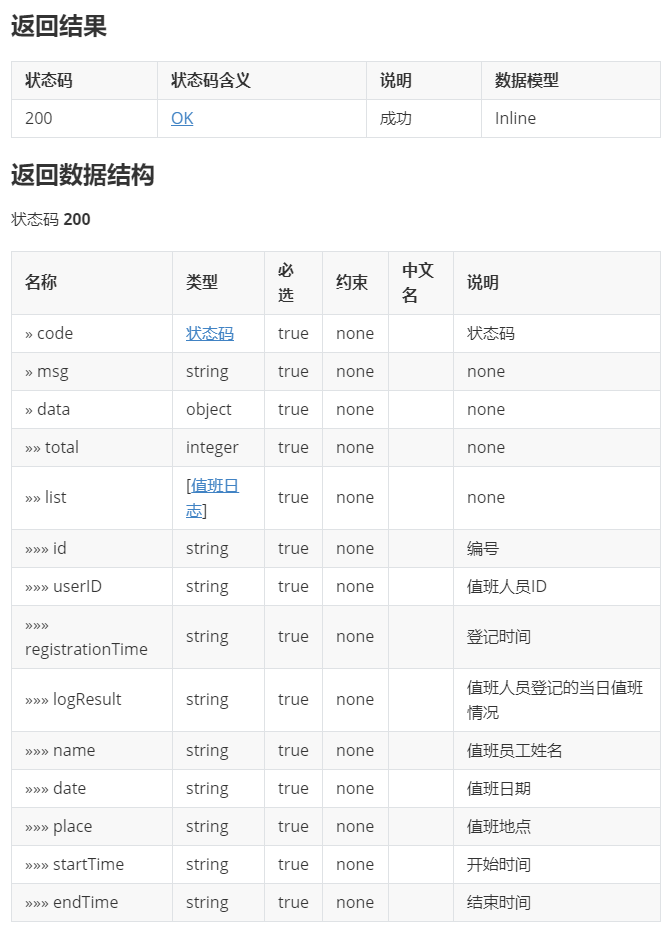 返回结果
状态码 状态码含义 说明 数据模型
200 OK 成功 Inline
返回数据结构
状态码 200
名称 类型 必选 约束 中文名 说明
» code 状态码 true none 状态码
» msg string true none none
» data object true none none
»» total integer true none none
»» list [值班日志] true none none
»»» id string true none 编号
»»» userID string true none 值班人员ID
»»» registrationTime string true none 登记时间
»»» logResult string true none 值班人员登记的当日值班情况
»»» name string true none 值班员工姓名
»»» date string true none 值班日期
»»» place string true none 值班地点
»»» startTime string true none 开始时间
»»» endTime string true none 结束时间